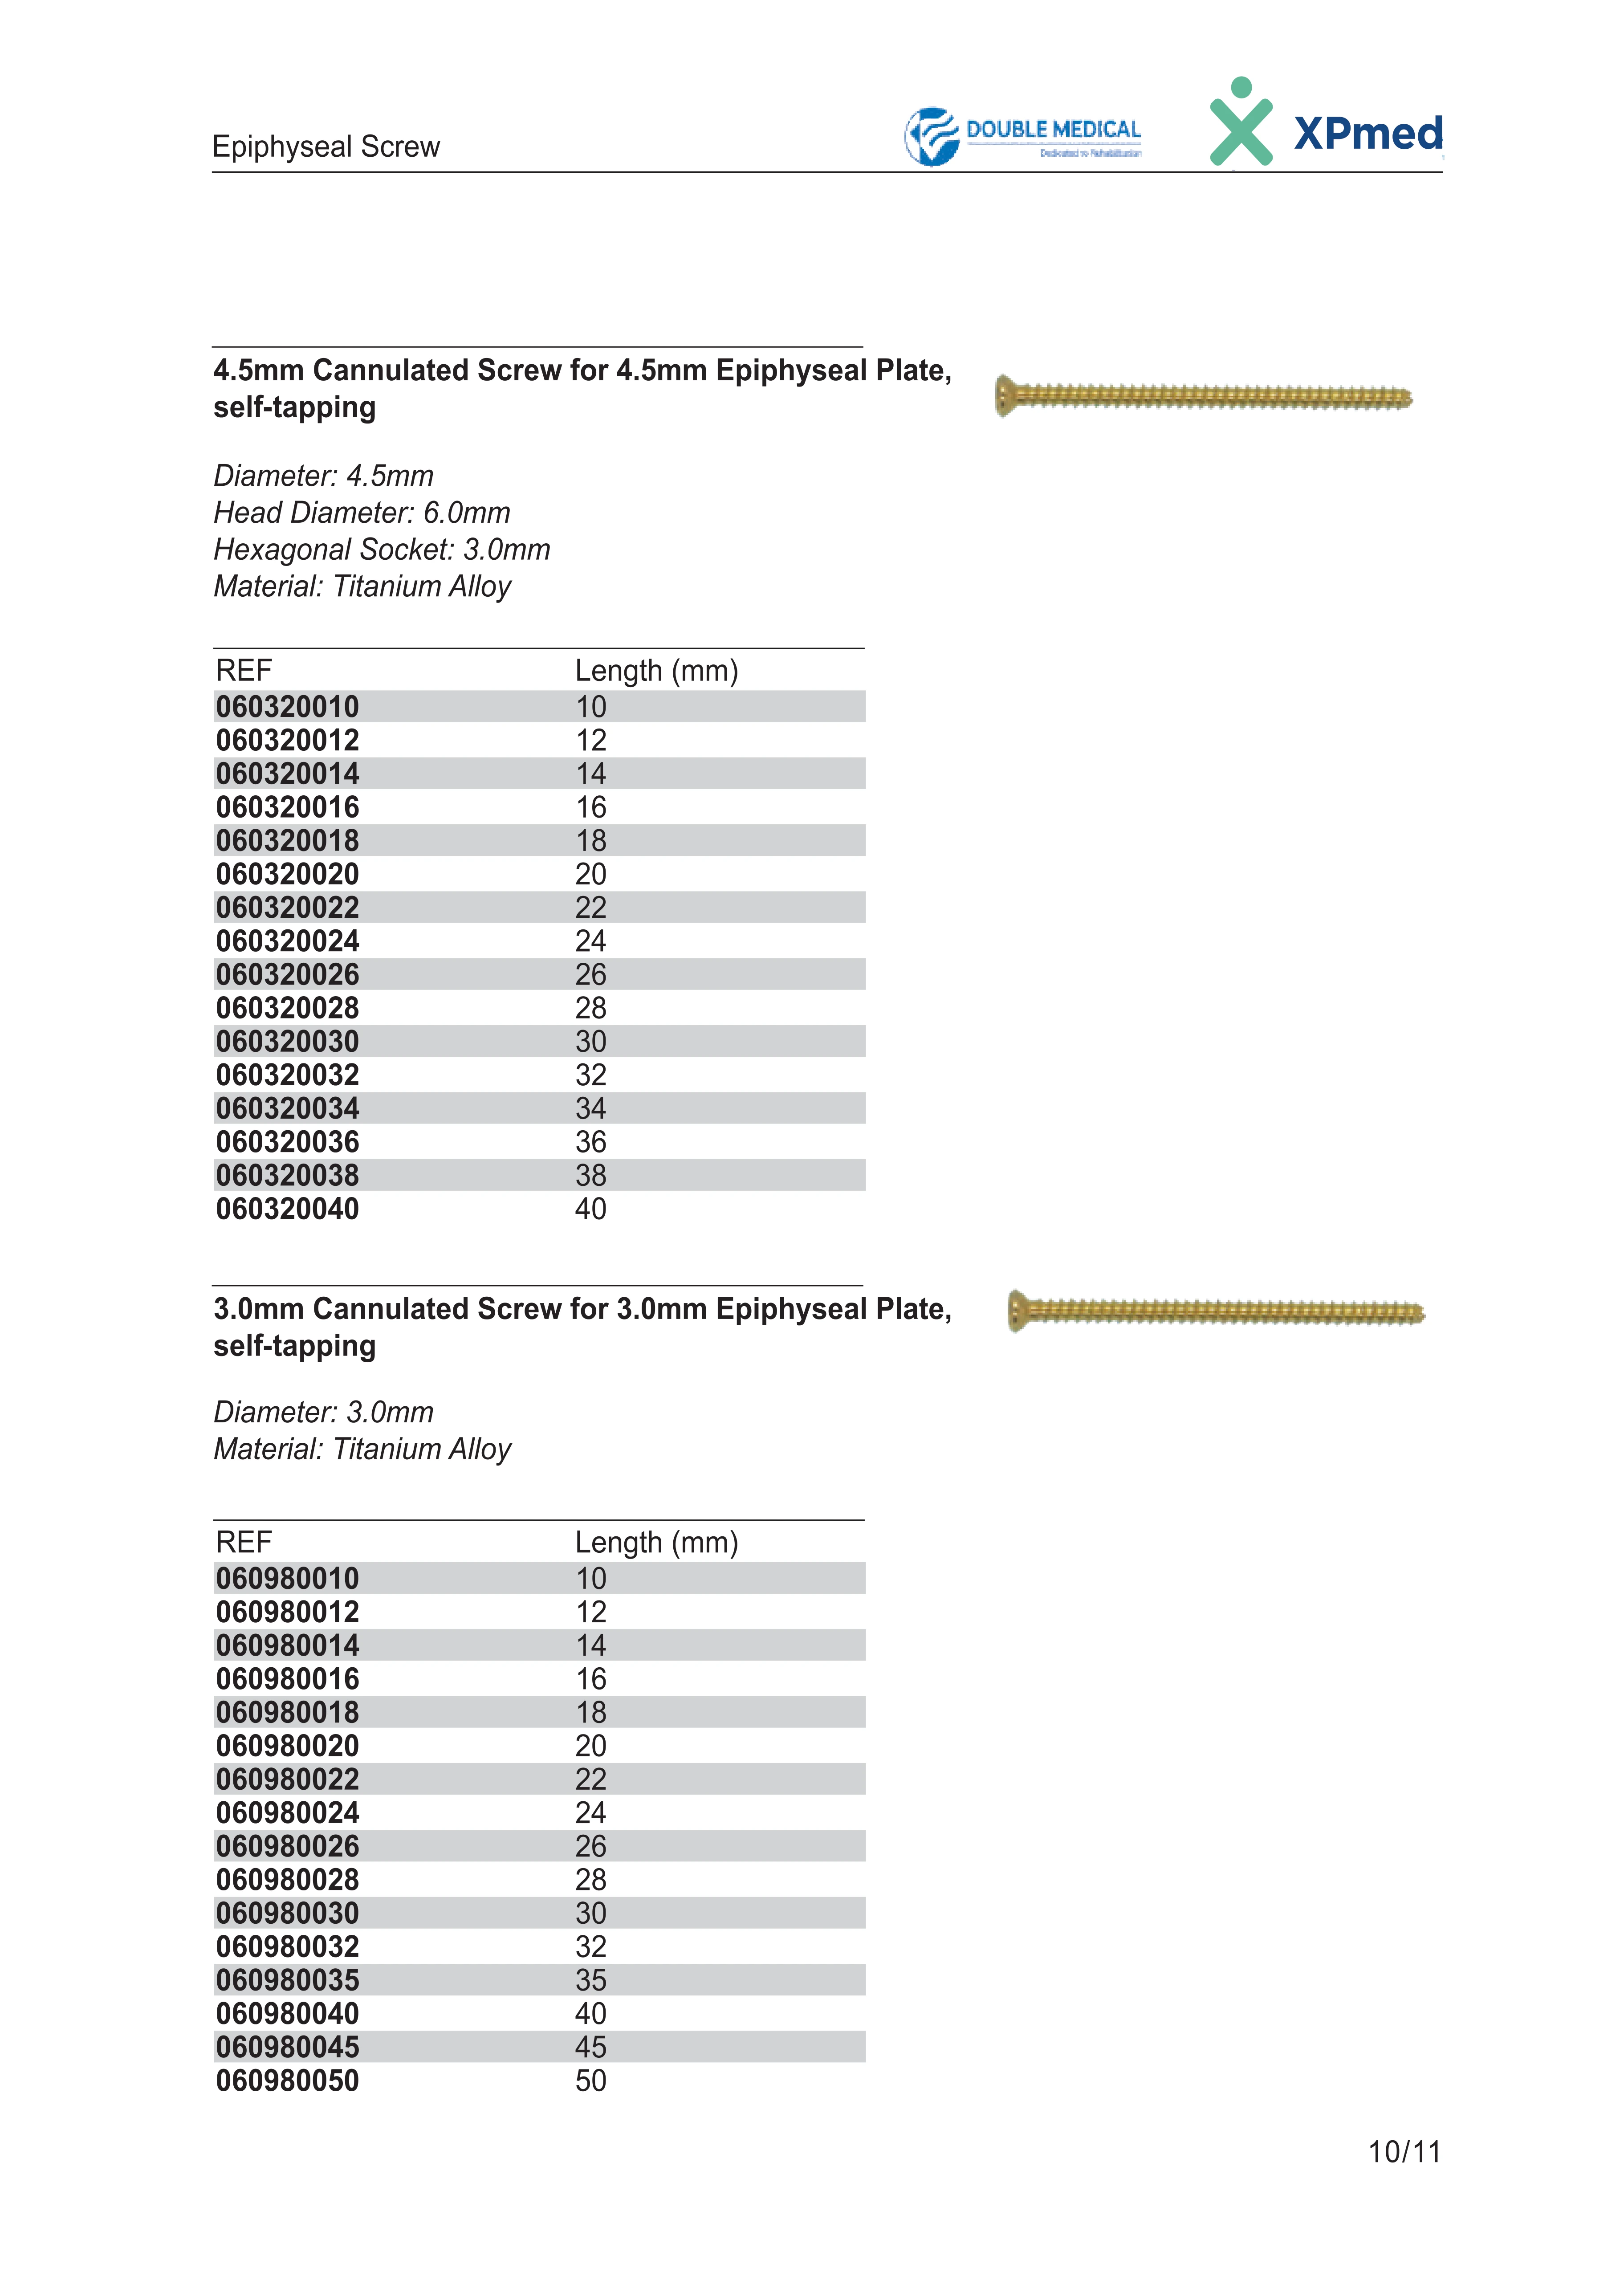 Epiphyseal Screw
DOUBLE MEDICAL
Dedicated to Rehabilitation
XPmed
4.5mm Cannulated Screw for 4.5mm Epiphyseal Plate,
self-tapping
Diameter: 4.5mm
Head Diameter: 6.0mm
Hexagonal Socket: 3.0mm
Material: Titanium Alloy
REF Length (mm)
060320010 10
060320012 12
060320014 14
060320016 16
060320018 18
060320020 20
060320022 22
060320024 24
060320026 26
060320028 28
060320030 30
060320032 32
060320034 34
060320036 36
060320038 38
060320040 40
3.0mm Cannulated Screw for 3.0mm Epiphyseal Plate,
self-tapping
Diameter: 3.0mm
Material: Titanium Alloy
REF Length (mm)
060980010 10
060980012 12
060980014 14
060980016 16
060980018 18
060980020 20
060980022 22
060980024 24
060980026 26
060980028 28
060980030 30
060980032 32
060980035 35
060980040 40
060980045 45
060980050 50
10/11